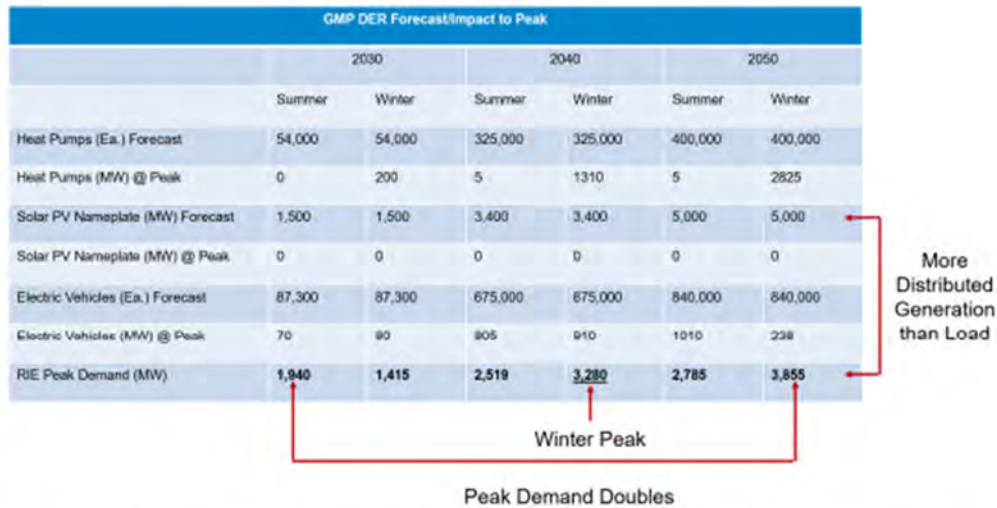 GMP DER Forecast/Impact to Peak
2030 2040 2050
Summer Winter Summer Winter Summer Winter
Heat Pumps (Ea.) Forecast 54,000 54,000 325,000 325,000 400,000 400,000
Heat Pumps (MW) @ Peak 0 200 5 1310 5 2825
Solar PV Nameplate (MW) Forecast 1,500 1,500 3,400 3,400 5,000 5,000
Solar PV Nameplate (MW) @ Peak 0 0 0 0 0 0
Electric Vehicles (Ea.) Forecast 87,300 87,300 675,000 675,000 840,000 840,000
Electric Vehicles (MW) @ Peak 70 80 805 910 1010 238
RIE Peak Demand (MW) 1,940 1,415 2,519 3,280 2,785 3,855
More
Distributed
Generation
than Load
Winter Peak
Peak Demand Doubles